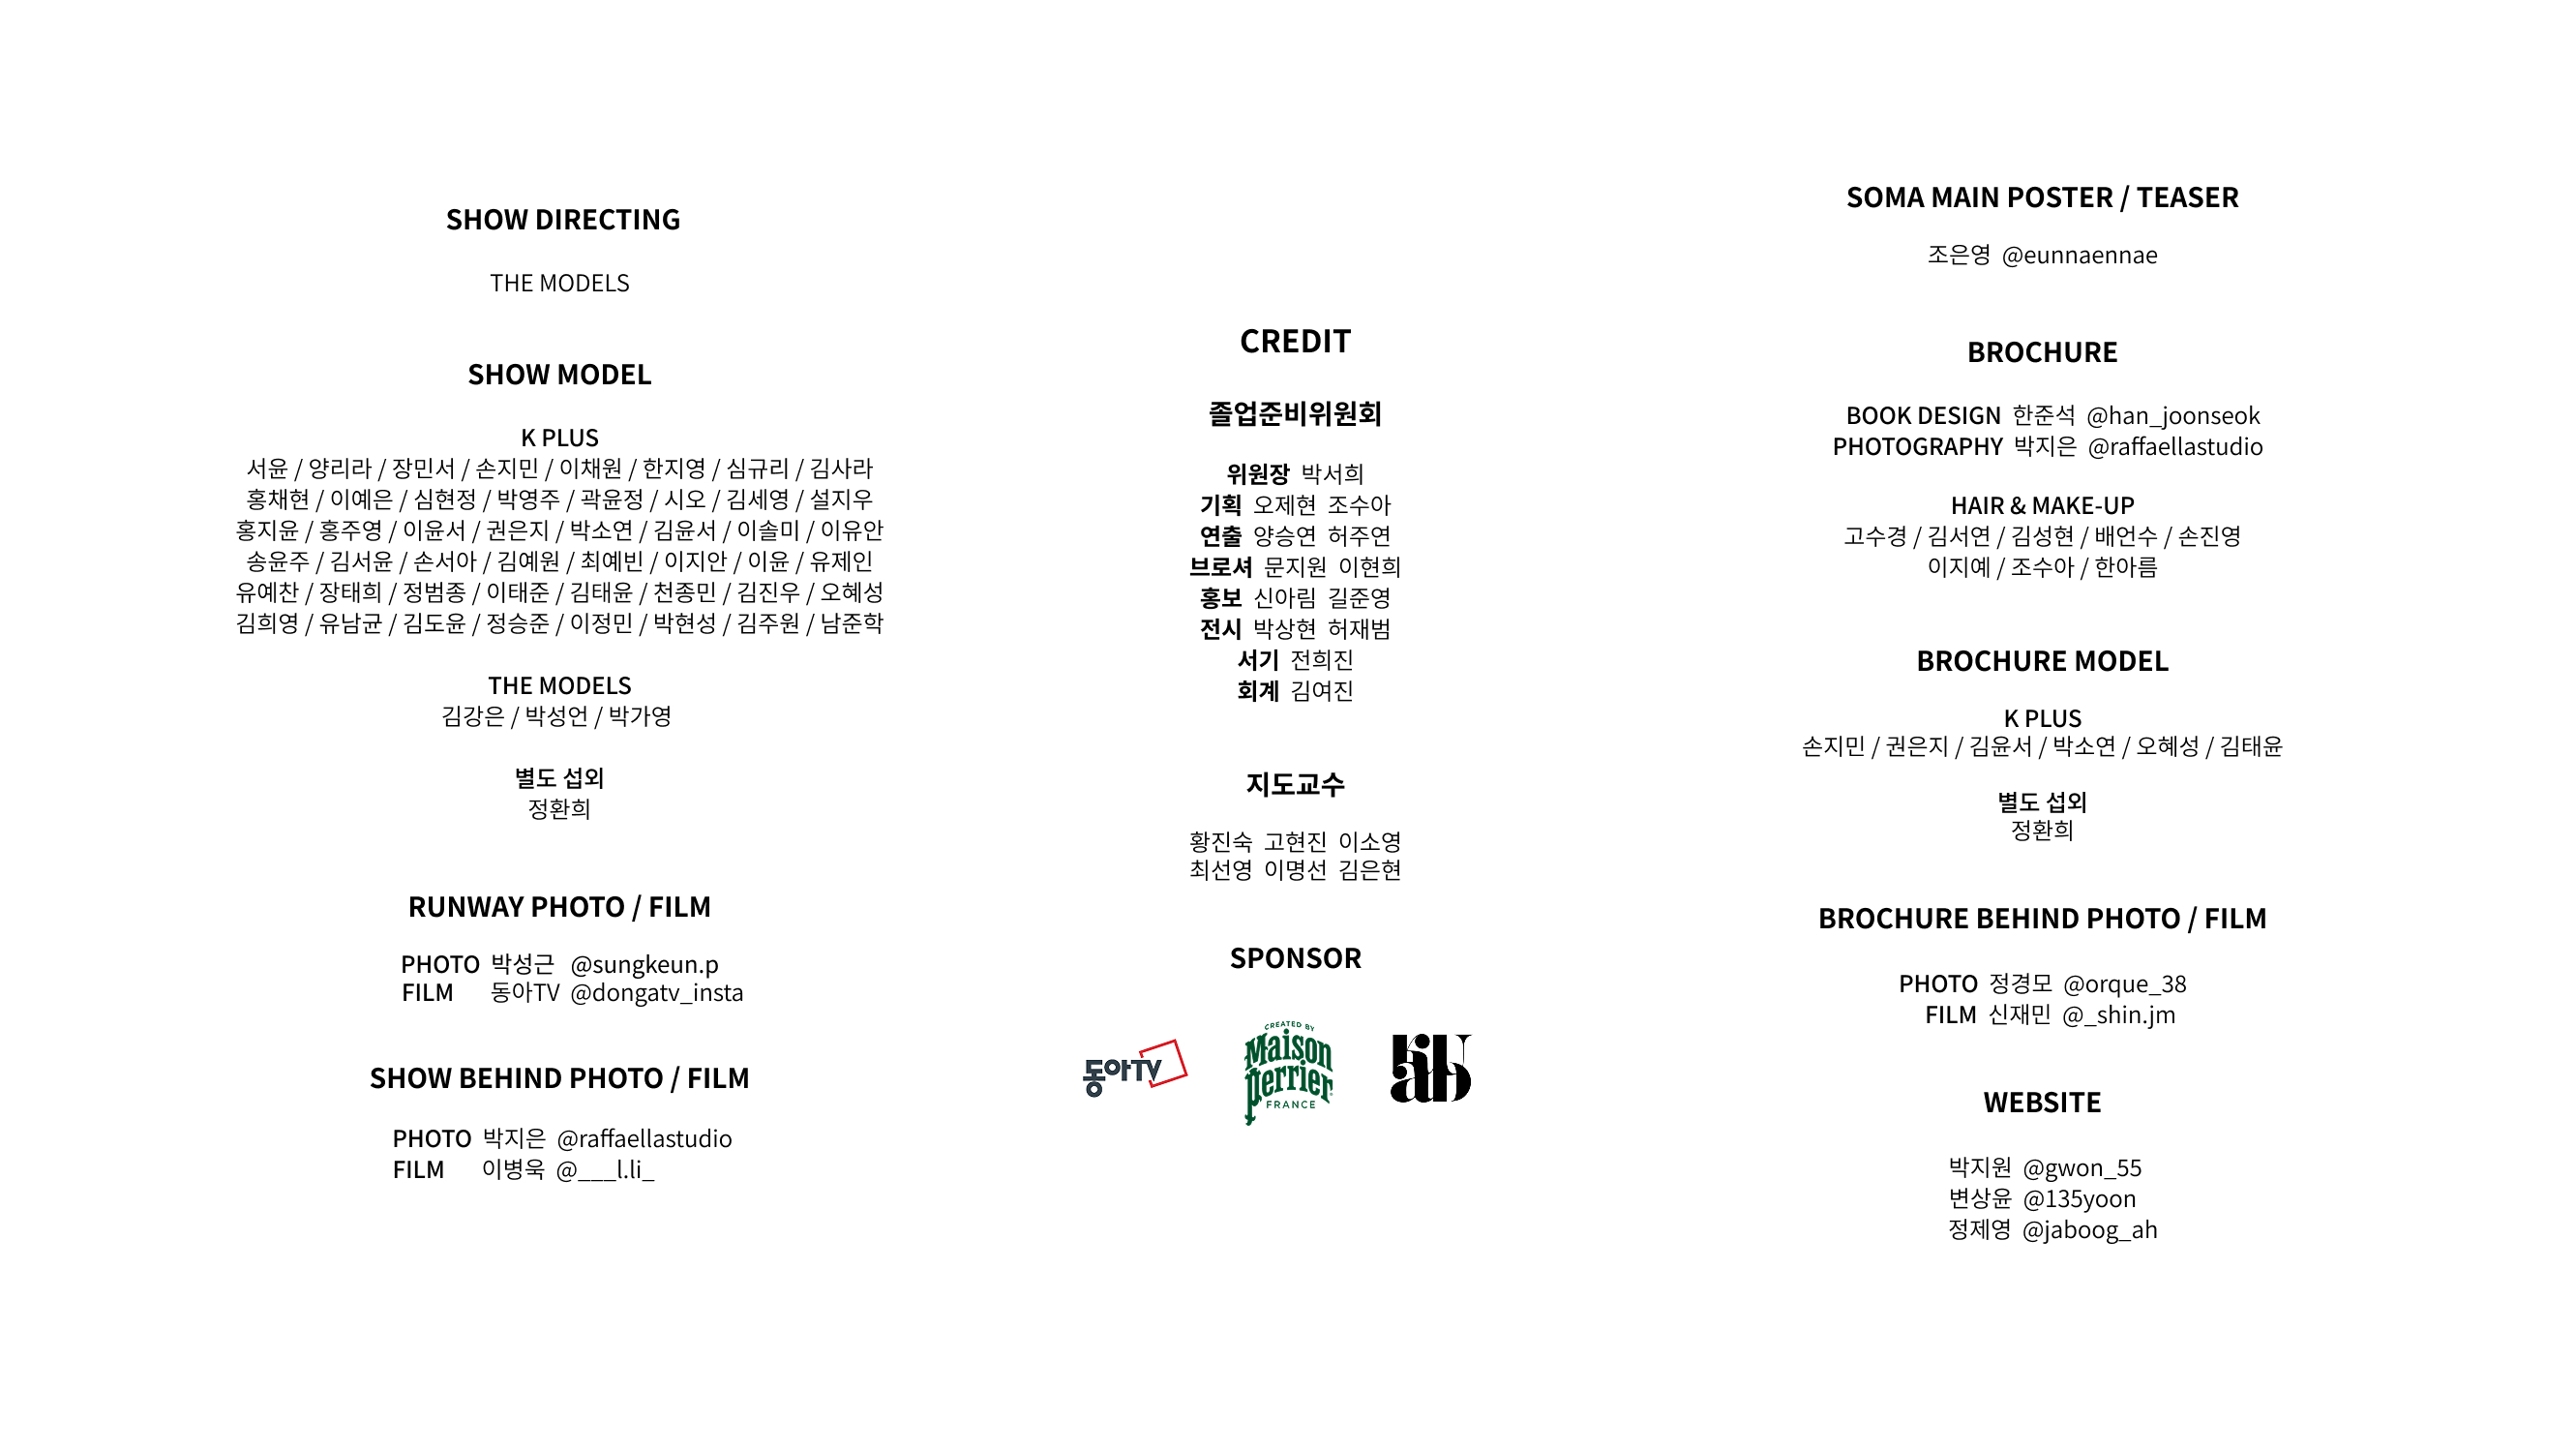 SHOW DIRECTING
THE MODELS
SHOW MODEL
K PLUS
서윤 / 양리라 / 장민서 / 손지민 / 이채원 / 한지영 / 심규리 / 김사라
홍채현 / 이예은 / 심현정 / 박영주 / 곽윤정 / 시오 / 김세영 / 설지우
홍지윤 / 홍주영 / 이윤서 / 권은지 / 박소연 / 김윤서 / 이솔미 / 이유안
송윤주 / 김서윤 / 손서아 / 김예원 / 최예빈 / 이지안 / 이윤 / 유제인
유예찬 / 장태희 / 정범종 / 이태준 / 김태윤 / 천종민 / 김진우 / 오혜성
김희영 / 유남균 / 김도윤 / 정승준 / 이정민 / 박현성 / 김주원 / 남준학
THE MODELS
김강은 / 박성언 / 박가영
별도 섭외
정환희
RUNWAY PHOTO / FILM
PHOTO 박성근 @sungkeun.p
FILM 동아TV @dongatv_insta
SHOW BEHIND PHOTO / FILM
PHOTO 박지은 @raffaellastudio
FILM 이병욱 @___l.li_
CREDIT
졸업준비위원회
위원장 박서희
기획 오제현 조수아
연출 양승연 허주연
브로셔 문지원 이현희
홍보 신아림 길준영
전시 박상현 허재범
서기 전희진
회계 김여진
지도교수
황진숙 고현진 이소영
최선영 이명선 김은현
SPONSOR
동아TV
CREATED BY
Maison
perrier
FRANCE
SOMA MAIN POSTER / TEASER
조은영 @eunnaennae
BROCHURE
BOOK DESIGN 한준석 @han_joonseok
PHOTOGRAPHY 박지은 @raffaellastudio
HAIR & MAKE-UP
고수경 / 김서연 / 김성현 / 배언수 / 손진영
이지예 / 조수아 / 한아름
BROCHURE MODEL
K PLUS
손지민 / 권은지 / 김윤서 / 박소연 / 오혜성 / 김태윤
별도 섭외
정환희
BROCHURE BEHIND PHOTO / FILM
PHOTO 정경모 @orque_38
FILM 신재민 @_shin.jm
WEBSITE
박지원 @gwon_55
변상윤 @135yoon
정제영 @jaboog_ah